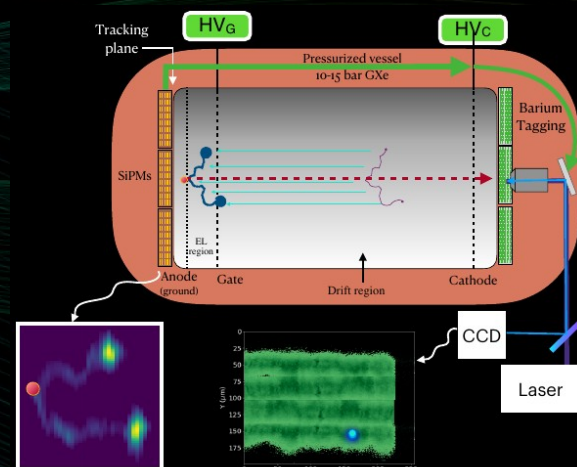 HVG
HVC
Tracking
plane
Pressurized vessel
10-15 bar GXe
Barium
Tagging
SiPMs
EL
region
Anode
(ground)
Gate
Drift region
Cathode
CCD
Laser
0
25
50
75
100
125
150
175
Y (μm)